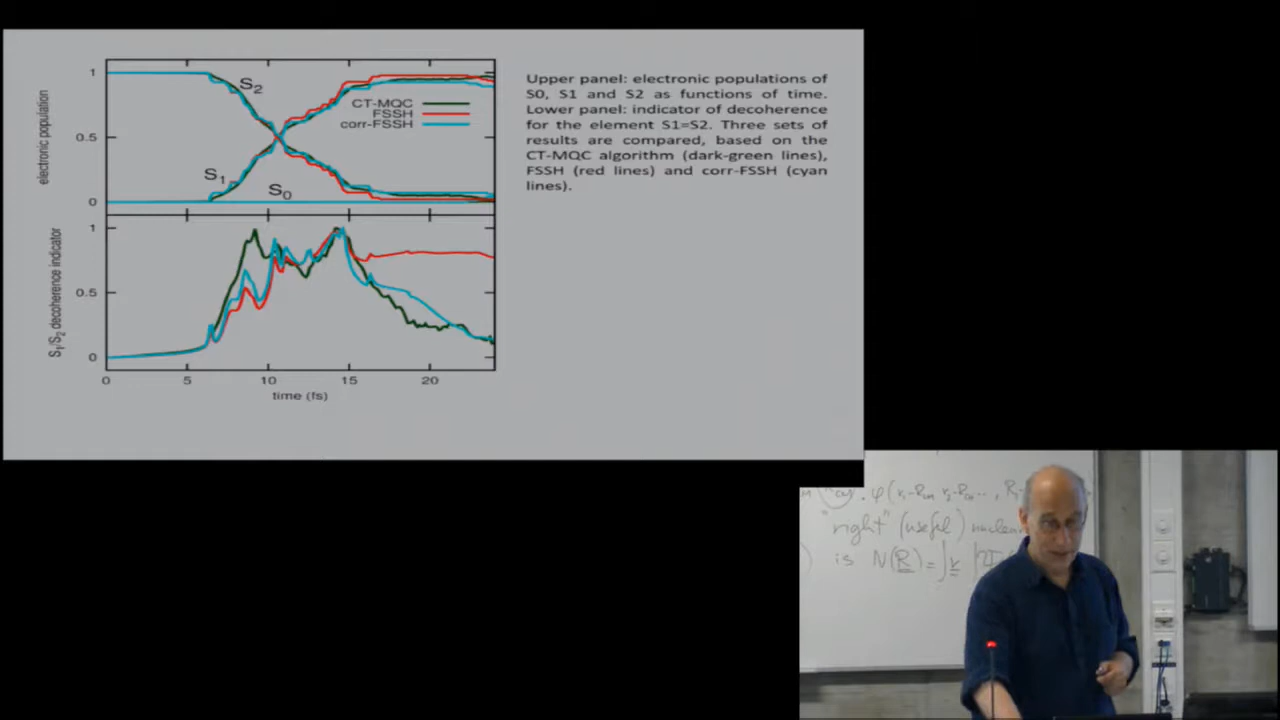 1
0.5
0
electronic population
S2
S1
S0
CT-MQC
FSSH
corr-FSSH
1
0.5
0
S1/S2 decoherence indicator
0 5 10 15 20
time (fs)
Upper panel: electronic populations of
S0, S1 and S2 as functions of time.
Lower panel: indicator of decoherence
for the element S1=S2. Three sets of
results are compared, based on the
CT-MQC algorithm (dark-green lines),
FSSH (red lines) and corr-FSSH (cyan
lines).
"right" (useful)
is N(R) = ∫